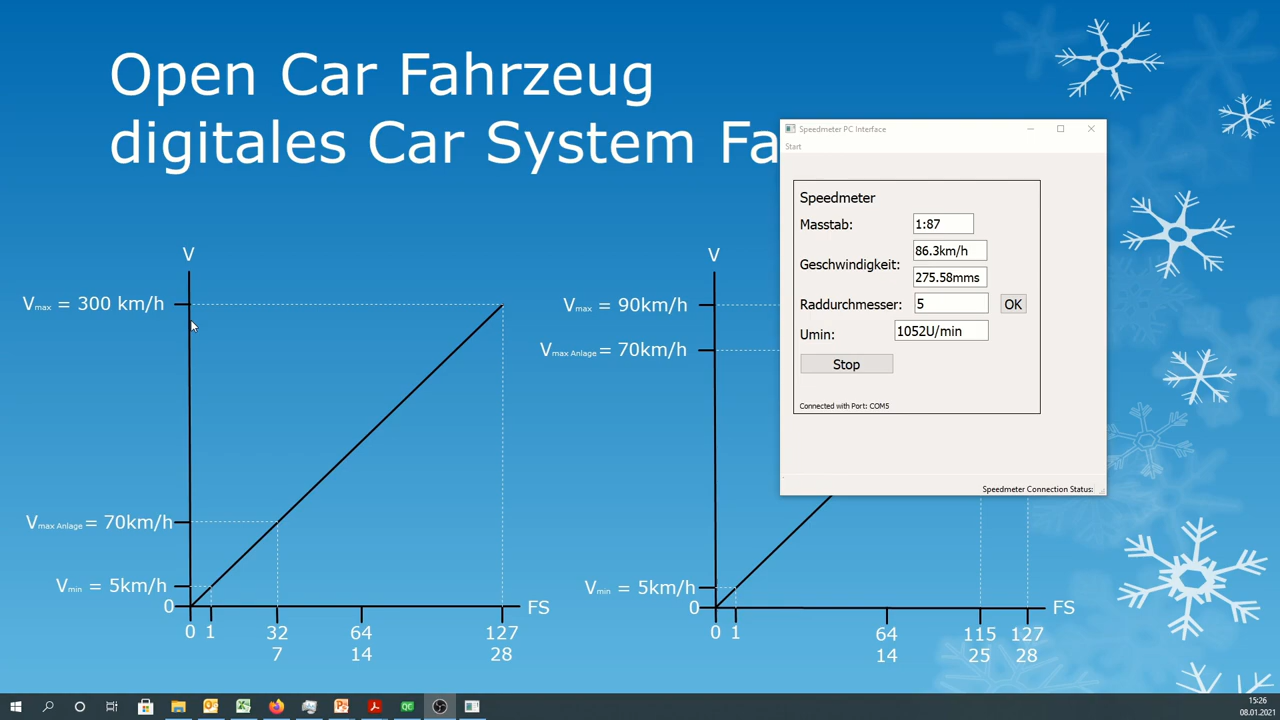 Open Car Fahrzeug
digitales Car System Fa
Speedmeter PC Interface
Start
Speedmeter
Masstab:
1:87
Geschwindigkeit:
86.3km/h
275.58mms
Raddurchmesser:
5
OK
Umin:
1052U/min
Stop
Connected with Port: COM5
Speedmeter Connection Status:
V
Vmax = 300 km/h
Vmax Anlage = 70km/h
Vmin = 5km/h
0
FS
0 1 32 64 127
7 14 28
V
Vmax = 90km/h
Vmax Anlage = 70km/h
Vmin = 5km/h
0
FS
0 1 64 115 127
14 25 28
15:26
08.01.2021